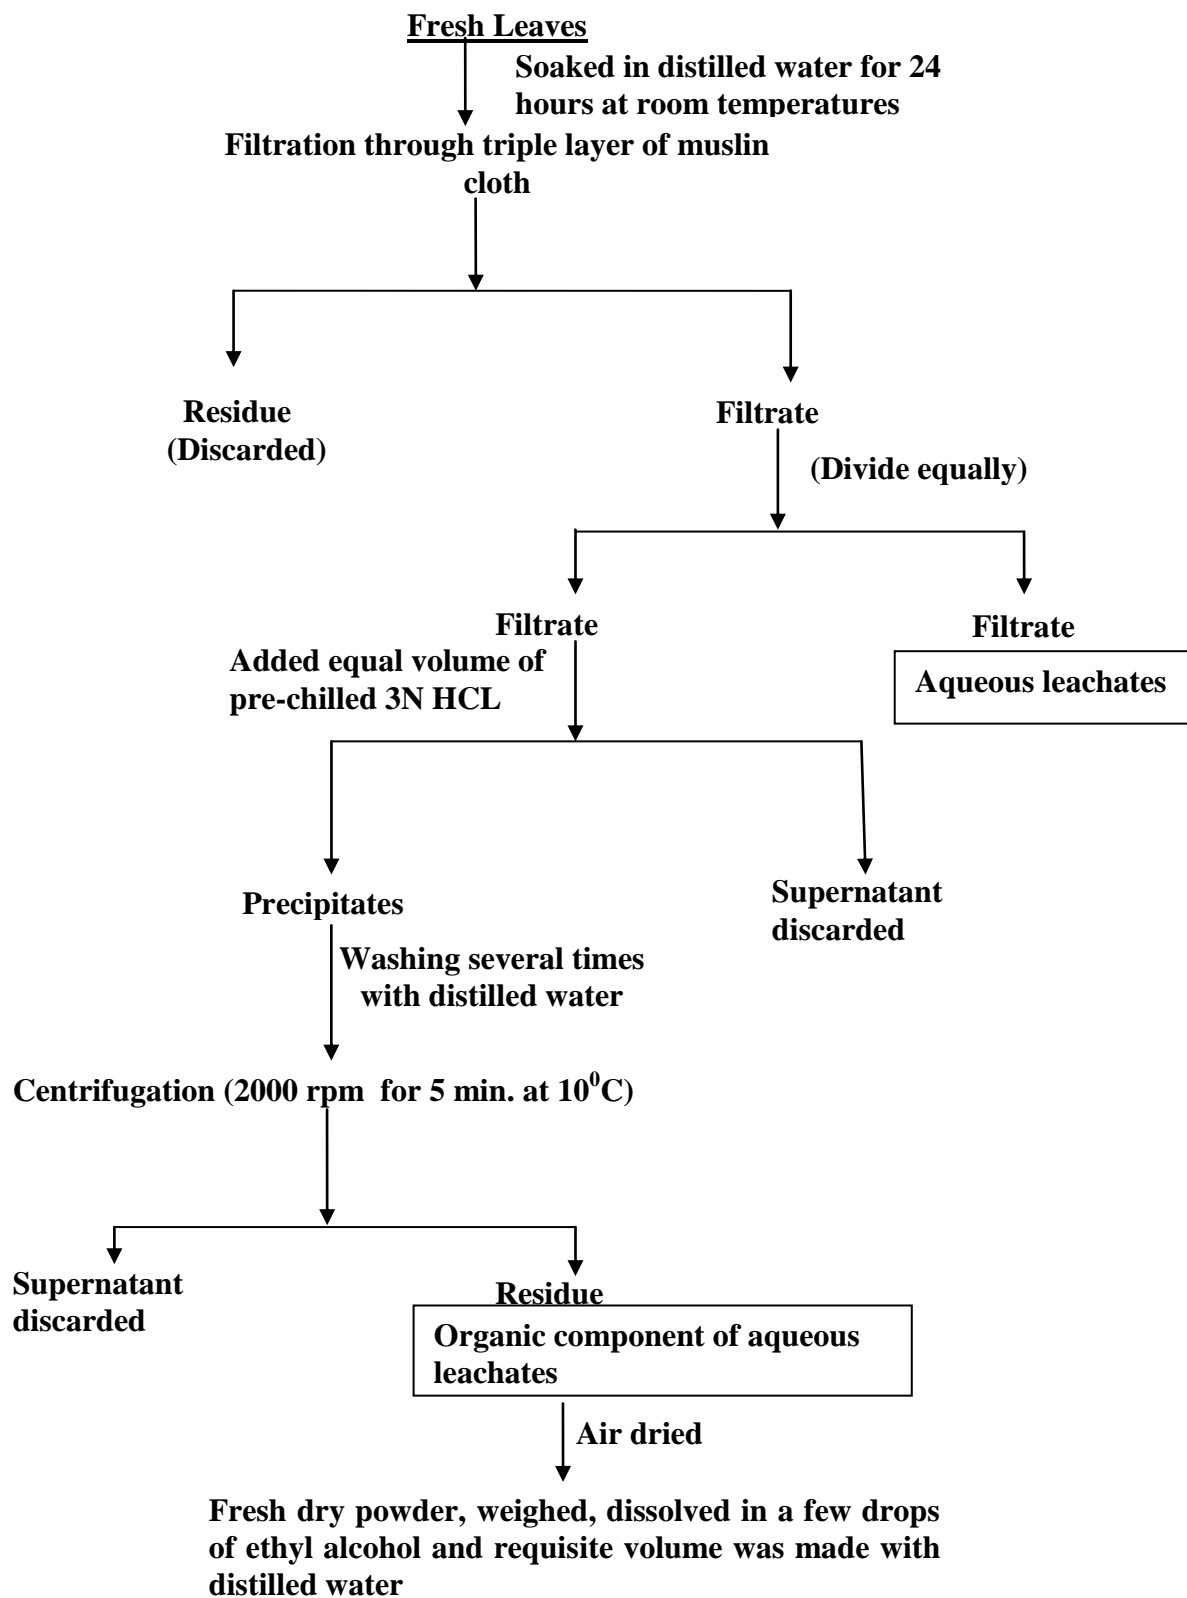 Fresh Leaves
Soaked in distilled water for 24
hours at room temperatures
Filtration through triple layer of muslin
cloth
Residue
(Discarded)
Filtrate
(Divide equally)
Filtrate
Filtrate
Added equal volume of
pre-chilled 3N HCL
Aqueous leachates
Precipitates
Supernatant
discarded
Washing several times
with distilled water
Centrifugation (2000 rpm for 5 min. at 10⁰C)
Supernatant
discarded
Residue
Organic component of aqueous
leachates
Air dried
Fresh dry powder, weighed, dissolved in a few drops
of ethyl alcohol and requisite volume was made with
distilled water